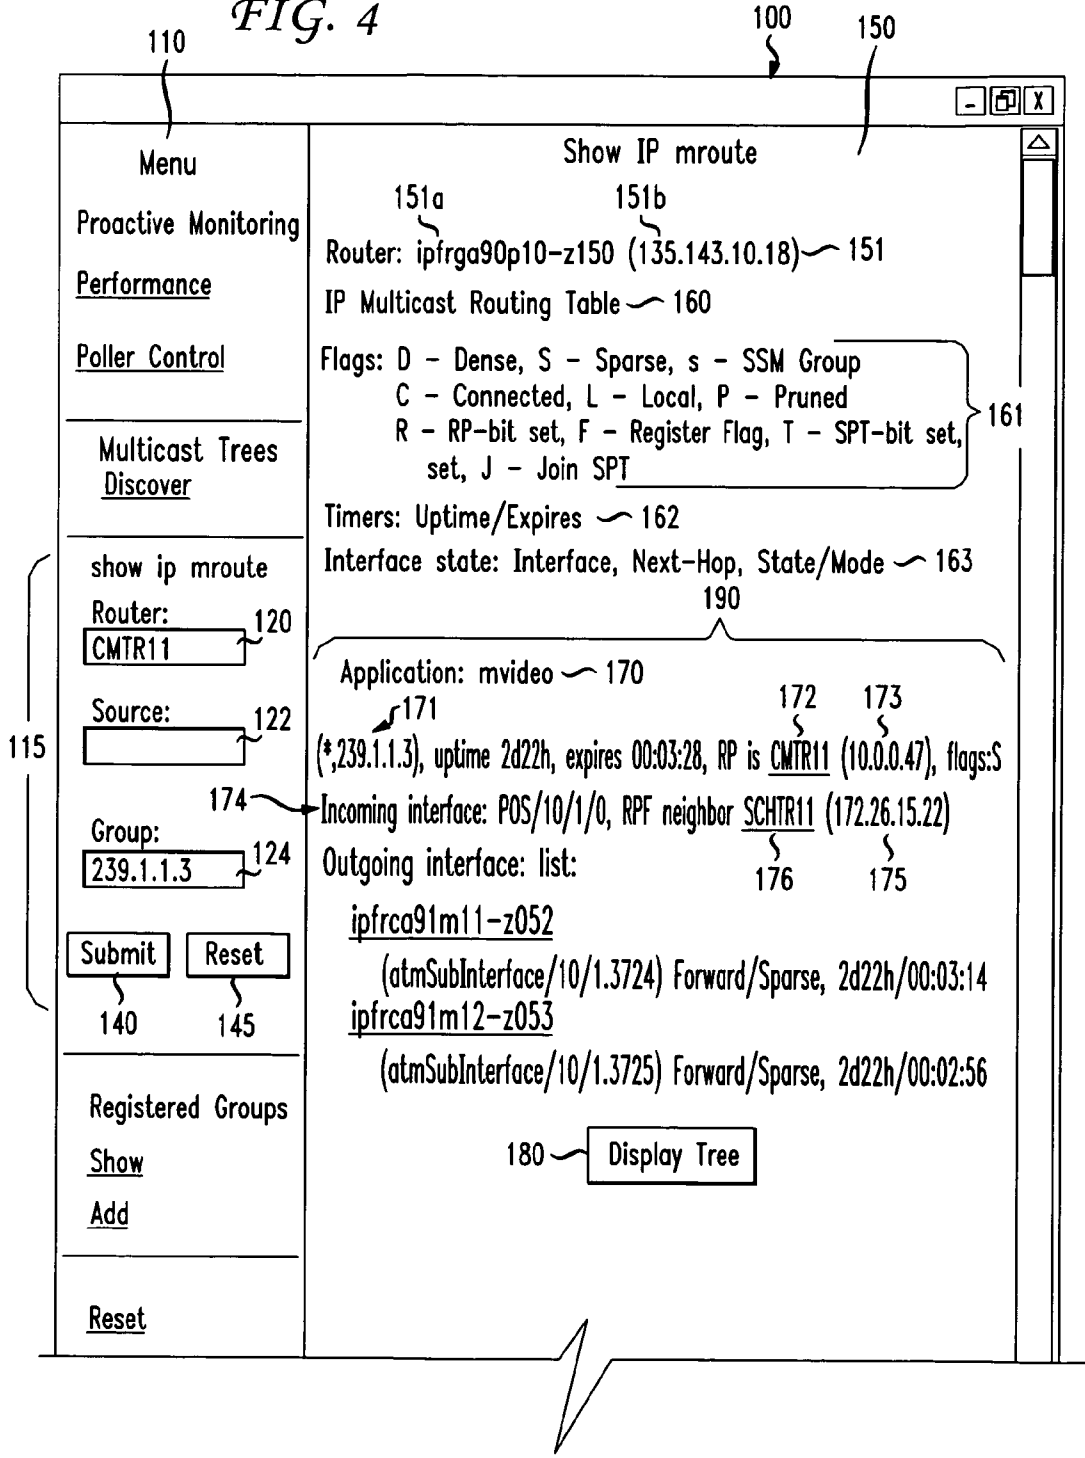 FIG. 4
110
100
150
- X
Menu
Proactive Monitoring
Performance
Poller Control
Multicast Trees
Discover
115
show ip mroute
Router:
CMTR11
120
Source:
122
Group:
239.1.1.3
124
Submit
Reset
140
145
Registered Groups
Show
Add
Reset
Show IP mroute
151a
151b
Router: ipfrga90p10-z150 (135.143.10.18)
151
IP Multicast Routing Table
160
Flags: D - Dense, S - Sparse, s - SSM Group
C - Connected, L - Local, P - Pruned
R - RP-bit set, F - Register Flag, T - SPT-bit set,
set, J - Join SPT
161
Timers: Uptime/Expires
162
Interface state: Interface, Next-Hop, State/Mode
163
190
Application: mvideo
170
171
172
173
(*,239.1.1.3), uptime 2d22h, expires 00:03:28, RP is CMTR11 (10.0.0.47), flags:S
174
Incoming interface: POS/10/1/0, RPF neighbor SCHTR11 (172.26.15.22)
176
175
Outgoing interface: list:
ipfrca91m11-z052
(atmSubInterface/10/1.3724) Forward/Sparse, 2d22h/00:03:14
ipfrca91m12-z053
(atmSubInterface/10/1.3725) Forward/Sparse, 2d22h/00:02:56
180
Display Tree